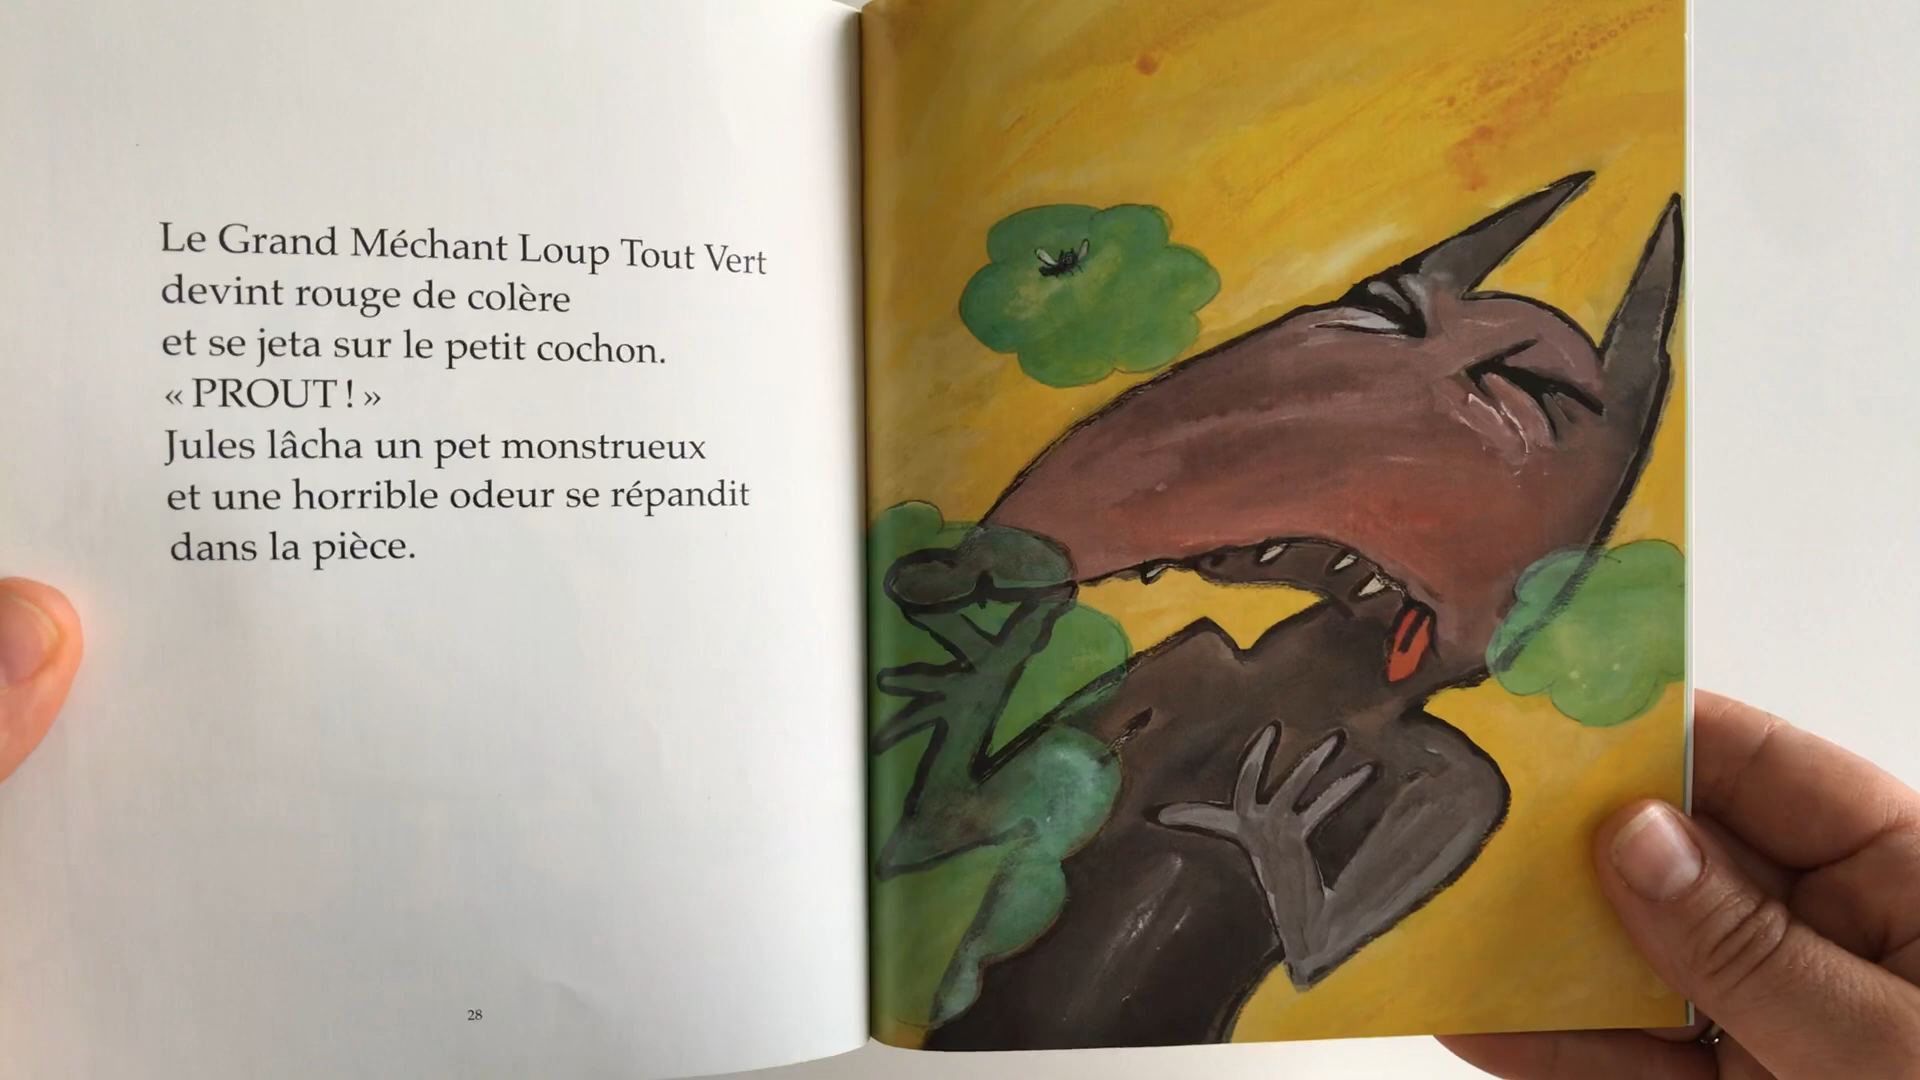 Le Grand Méchant Loup Tout Vert
devint rouge de colère
et se jeta sur le petit cochon.
« PROUT ! »
Jules lâcha un pet monstrueux
et une horrible odeur se répandit
dans la pièce.
28